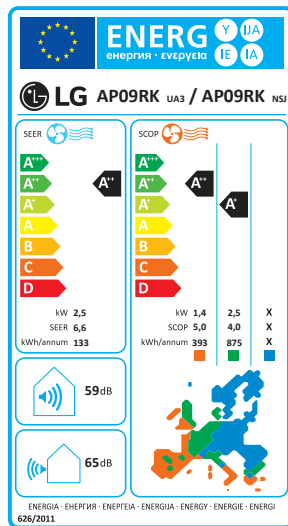 ENERG Y IJA
енергия · ενεργεια IE IA
LG AP09RK UA3 / AP09RK NSJ
SEER
A+++
A++
A+
A
B
C
D
A++
kW 2,5
SEER 6,6
kWh/annum 133
SCOP
A+++
A++
A+
A
B
C
D
A++
A+
kW 1,4 2,5 X
SCOP 5,0 4,0 X
kWh/annum 393 875 X
59dB
65dB
ENERGIA · ЕНЕРГИЯ · ΕΝΕΡΓΕΙΑ · ENERGIJA · ENERGY · ENERGIE · ENERGI
626/2011